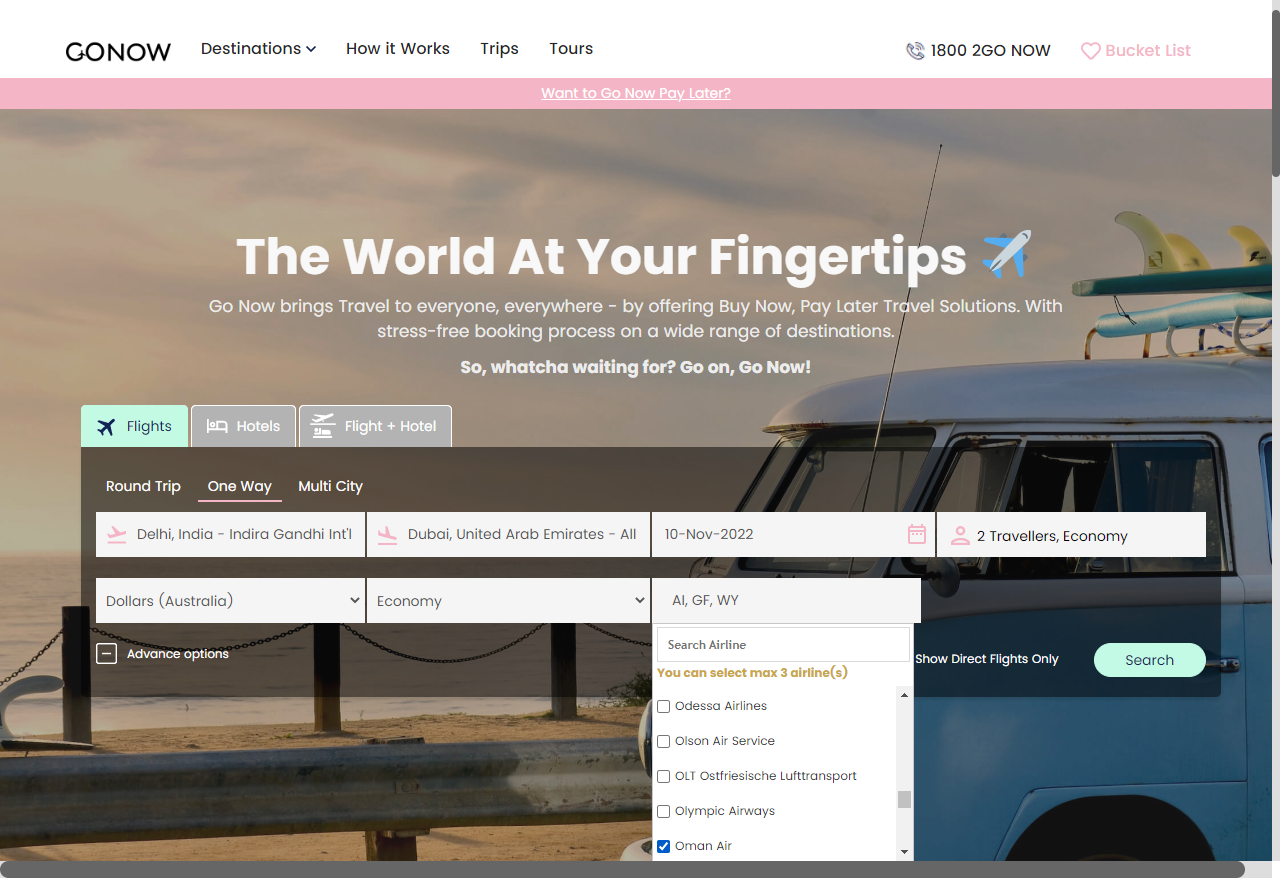 GONOW
Destinations
How it Works
Trips
Tours
1800 2GO NOW
Bucket List
Want to Go Now Pay Later?
The World At Your Fingertips
Go Now brings Travel to everyone, everywhere - by offering Buy Now, Pay Later Travel Solutions. With
stress-free booking process on a wide range of destinations.
So, whatcha waiting for? Go on, Go Now!
Flights
Hotels
Flight + Hotel
Round Trip
One Way
Multi City
Delhi, India - Indira Gandhi Int'l
Dubai, United Arab Emirates - All
10-Nov-2022
2 Travellers, Economy
Dollars (Australia)
Economy
AI, GF, WY
Advance options
Search Airline
You can select max 3 airline(s)
Odessa Airlines
Olson Air Service
OLT Ostfriesische Lufttransport
Olympic Airways
Oman Air
Show Direct Flights Only
Search